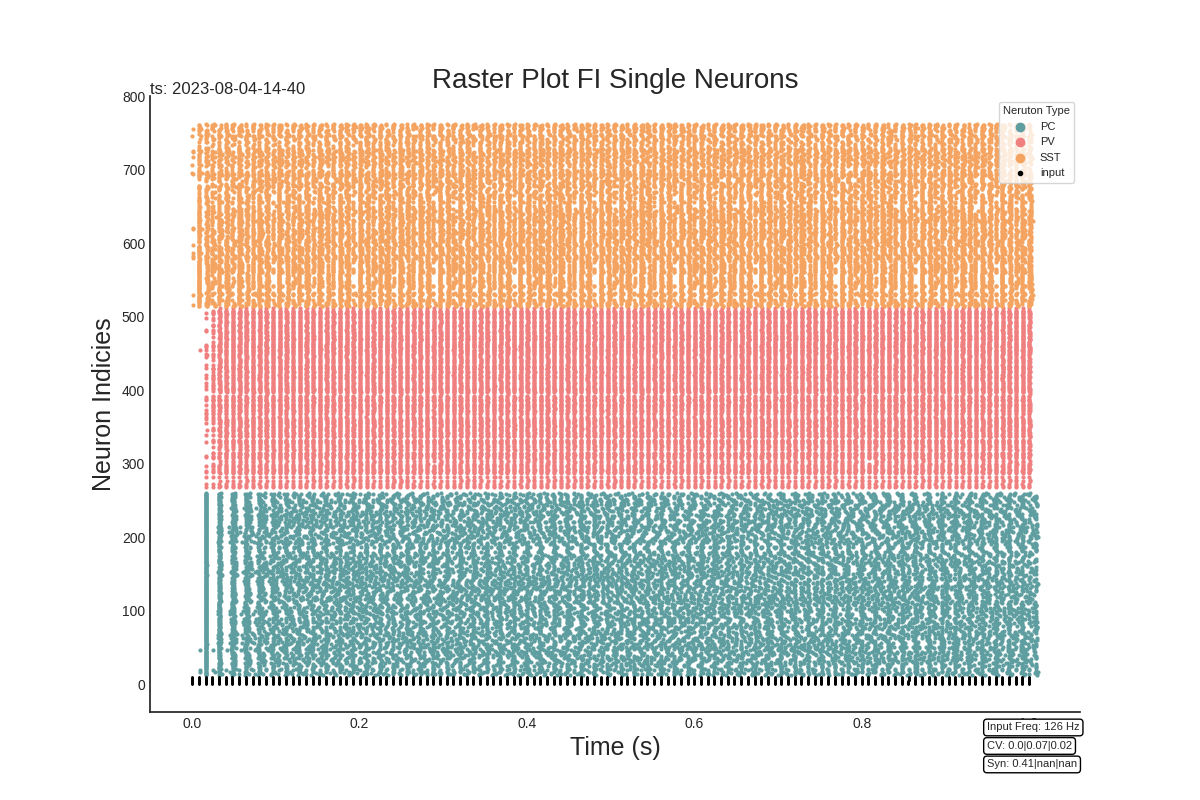 Raster Plot FI Single Neurons
ts: 2023-08-04-14-40
Neruton Type
PC
PV
SST
input
Neuron Indicies
800
700
600
500
400
300
200
100
0
0.0
0.2
0.4
0.6
0.8
Time (s)
Input Freq: 126 Hz
CV: 0.0|0.07|0.02
Syn: 0.41|nan|nan